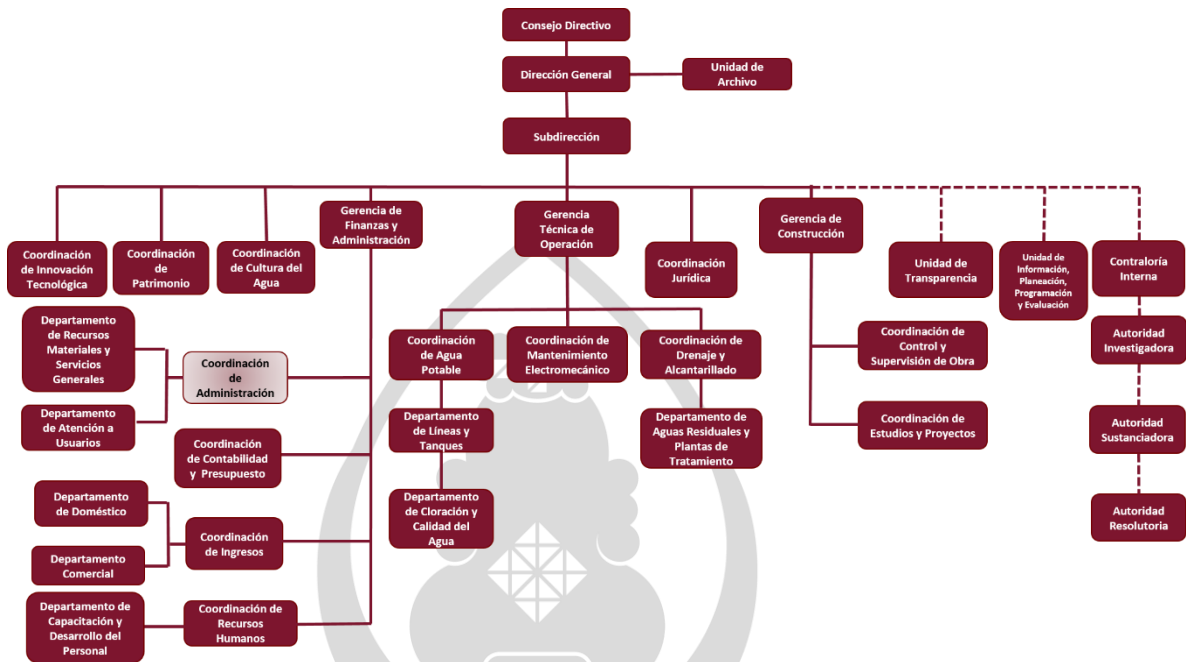 Consejo Directivo
Dirección General
Unidad de
Archivo
Subdirección
Coordinación
de Innovación
Tecnológica
Coordinación
de
Patrimonio
Coordinación
de Cultura del
Agua
Gerencia de
Finanzas y
Administración
Gerencia
Técnica de
Operación
Coordinación
Jurídica
Gerencia de
Construcción
Unidad de
Transparencia
Unidad de
Información,
Planeación,
Programación
y Evaluación
Contraloría
Interna
Departamento
de Recursos
Materiales y
Servicios
Generales
Coordinación
de
Administración
Departamento
de Atención a
Usuarios
Coordinación
de Contabilidad
y Presupuesto
Departamento
de Doméstico
Coordinación
de Ingresos
Departamento
Comercial
Departamento de
Capacitación y
Desarrollo del
Personal
Coordinación de
Recursos
Humanos
Coordinación
de Agua
Potable
Coordinación de
Mantenimiento
Electromecánico
Coordinación de
Drenaje y
Alcantarillado
Departamento
de Líneas y
Tanques
Departamento de
Aguas Residuales y
Plantas de
Tratamiento
Departamento
de Cloración y
Calidad del
Agua
Coordinación de
Control y
Supervisión de Obra
Coordinación de
Estudios y Proyectos
Autoridad
Investigadora
Autoridad
Sustanciadora
Autoridad
Resolutoria